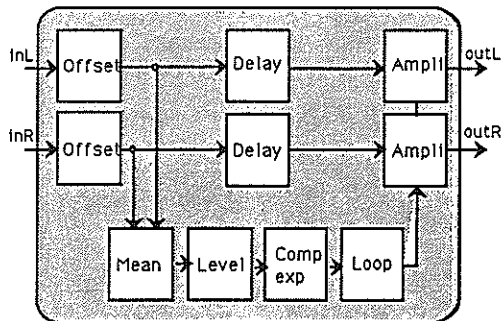 inL
Offset
Delay
Ampli
outL
inR
Offset
Delay
Ampli
outR
Mean
Level
Comp
exp
Loop